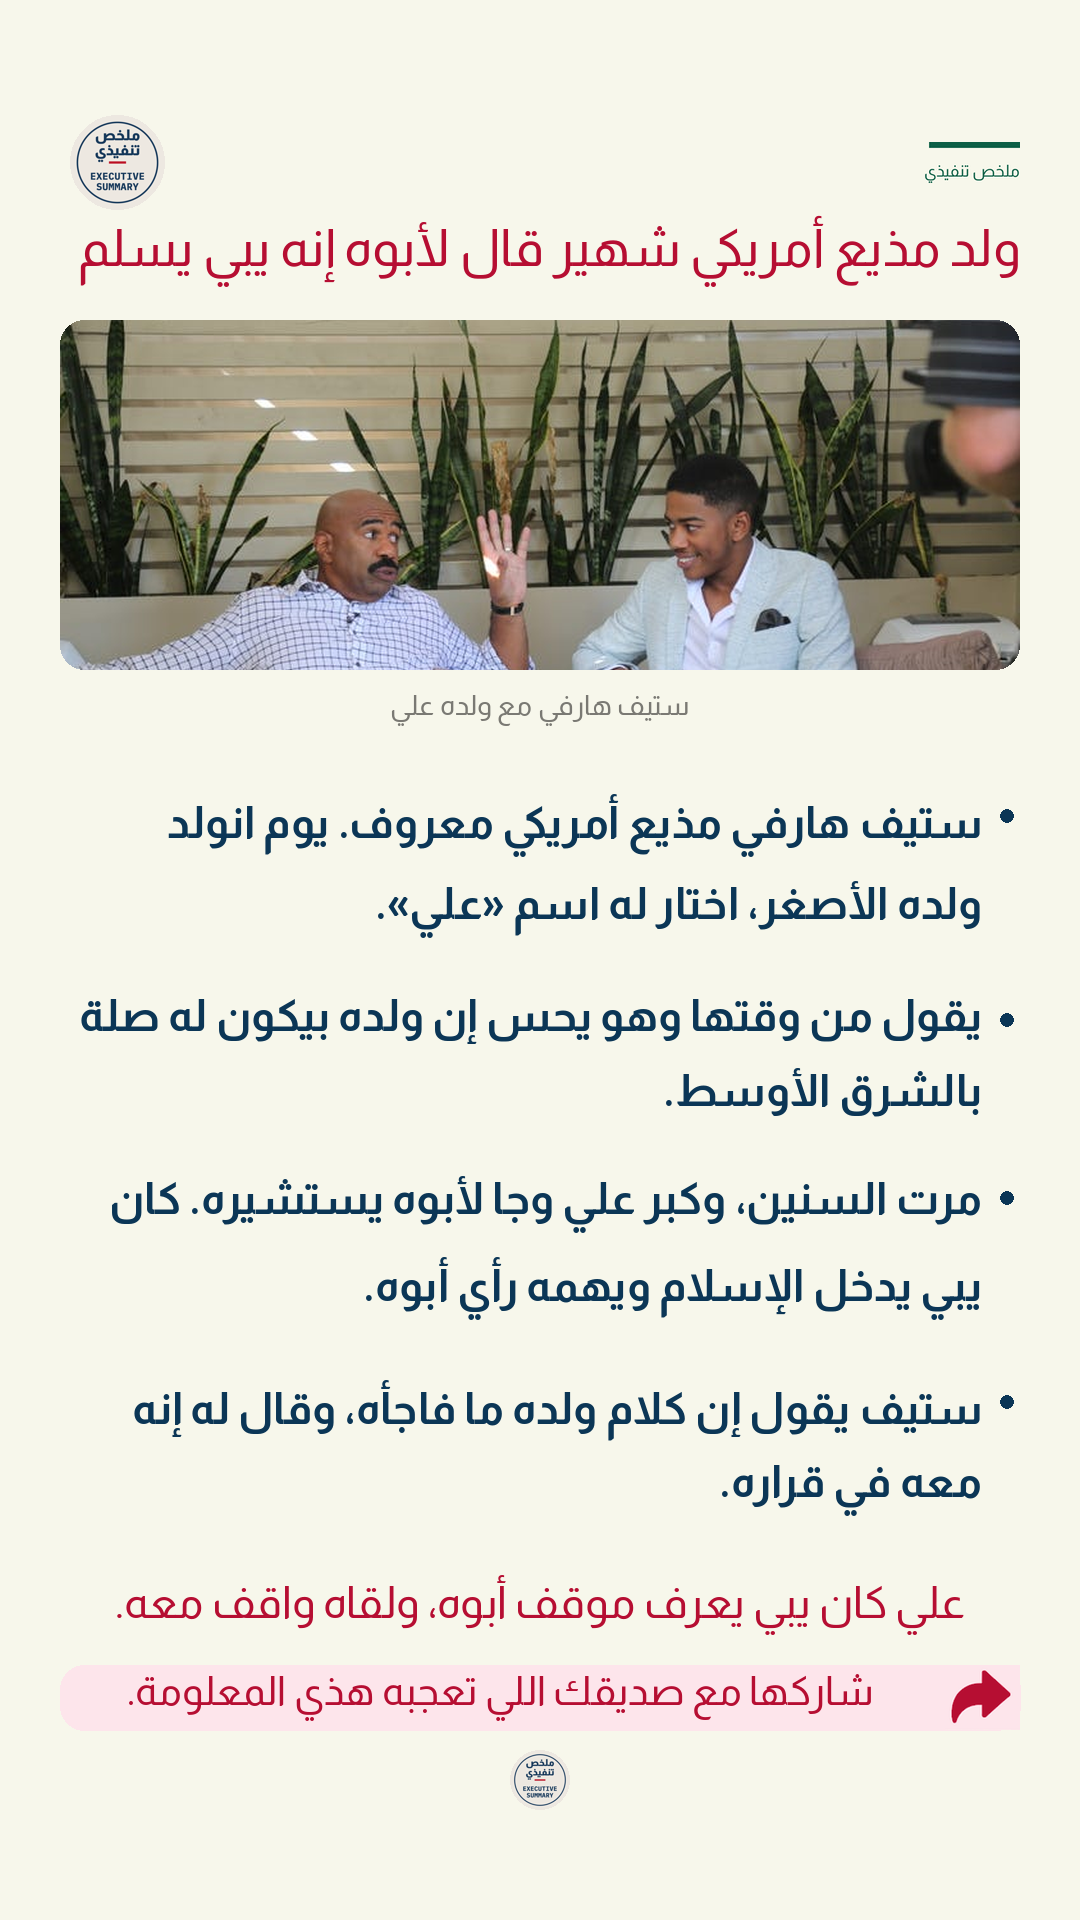 ملخص
تنفيذي
EXECUTIVE
SUMMARY
ملخص تنفيذي
ولد مذيع أمريكي شهير قال لأبوه إنه يبي يسلم
ستيف هارفي مع ولده علي
• ستيف هارفي مذيع أمريكي معروف. يوم انولد
ولده الأصغر، اختار له اسم «علي».
• يقول من وقتها وهو يحس إن ولده بيكون له صلة
بالشرق الأوسط.
• مرت السنين، وكبر علي وجا لأبوه يستشيره. كان
يبي يدخل الإسلام ويهمه رأي أبوه.
• ستيف يقول إن كلام ولده ما فاجأه، وقال له إنه
معه في قراره.
علي كان يبي يعرف موقف أبوه، ولقاه واقف معه.
شاركها مع صديقك اللي تعجبه هذي المعلومة.
ملخص
تنفيذي
EXECUTIVE
SUMMARY